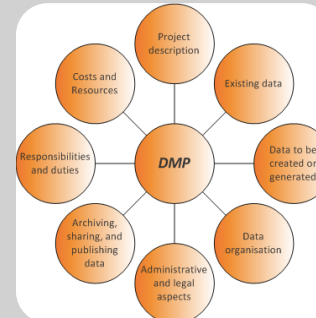 Project
description
Costs and
Resources
Existing data
Responsibilities
and duties
DMP
Data to be
created or
generated
Archiving,
sharing, and
publishing
data
Data
organisation
Administrative
and legal
aspects